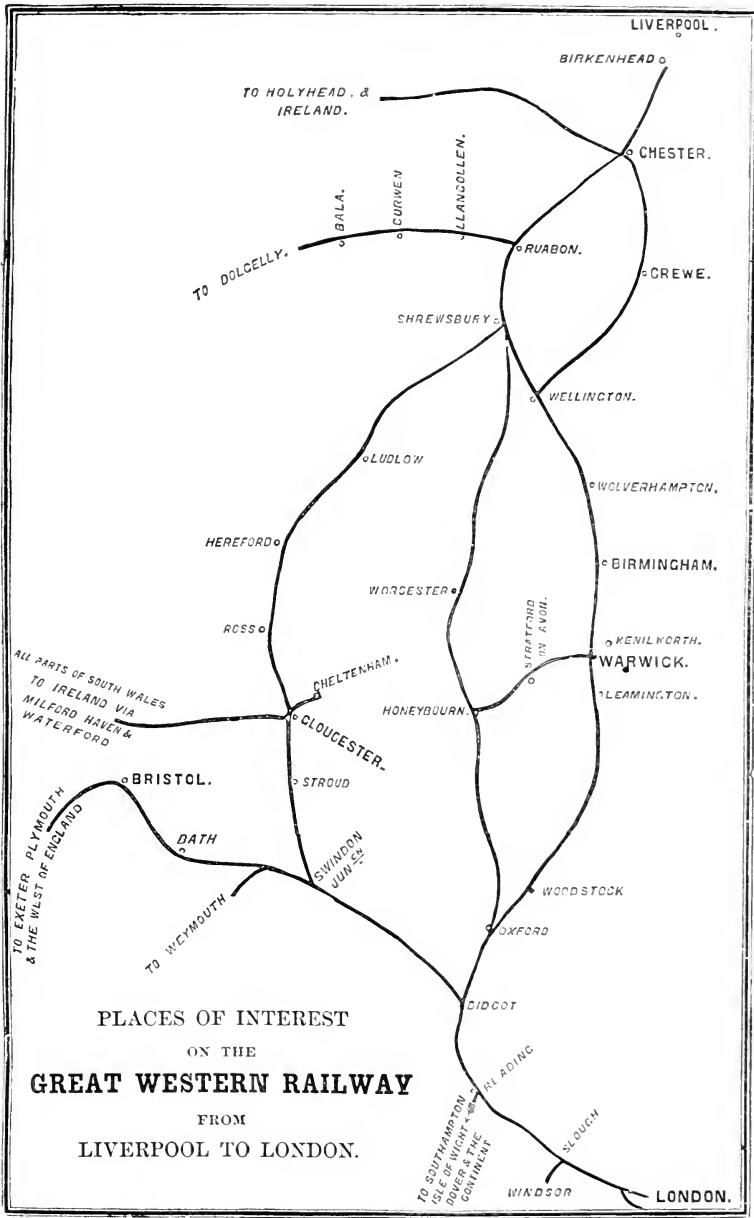 LIVERPOOL.
BIRKENHEAD
TO HOLYHEAD. &
IRELAND.
CHESTER.
BALA.
CURWEN
LLANGOLLEN.
RUABON.
TO DOLGELLY.
CREWE.
SHREWSBURY
WELLINGTON.
LUDLOW
WOLVERHAMPTON.
HEREFORD
BIRMINGHAM.
WORCESTER
STRATFORD
ON AVON.
ROSS
KENILWORTH.
WARWICK.
ALL PARTS OF SOUTH WALES
TO IRELAND VIA
MILFORD HAVEN &
WATERFORD
CHELTENHAM.
LEAMINGTON.
HONEYBOURN.
GLOUCESTER.
BRISTOL.
STROUD
TO EXETER PLYMOUTH
& THE WEST OF ENGLAND
BATH
SWINDON
JUNCN
TO WEYMOUTH
WOODSTOCK
OXFORD
DIDCOT
PLACES OF INTEREST
ON THE
GREAT WESTERN RAILWAY
FROM
LIVERPOOL TO LONDON.
READING
TO SOUTHAMPTON
ISLE OF WIGHT
DOVER & THE
CONTINENT
SLOUGH
WINDSOR
LONDON.